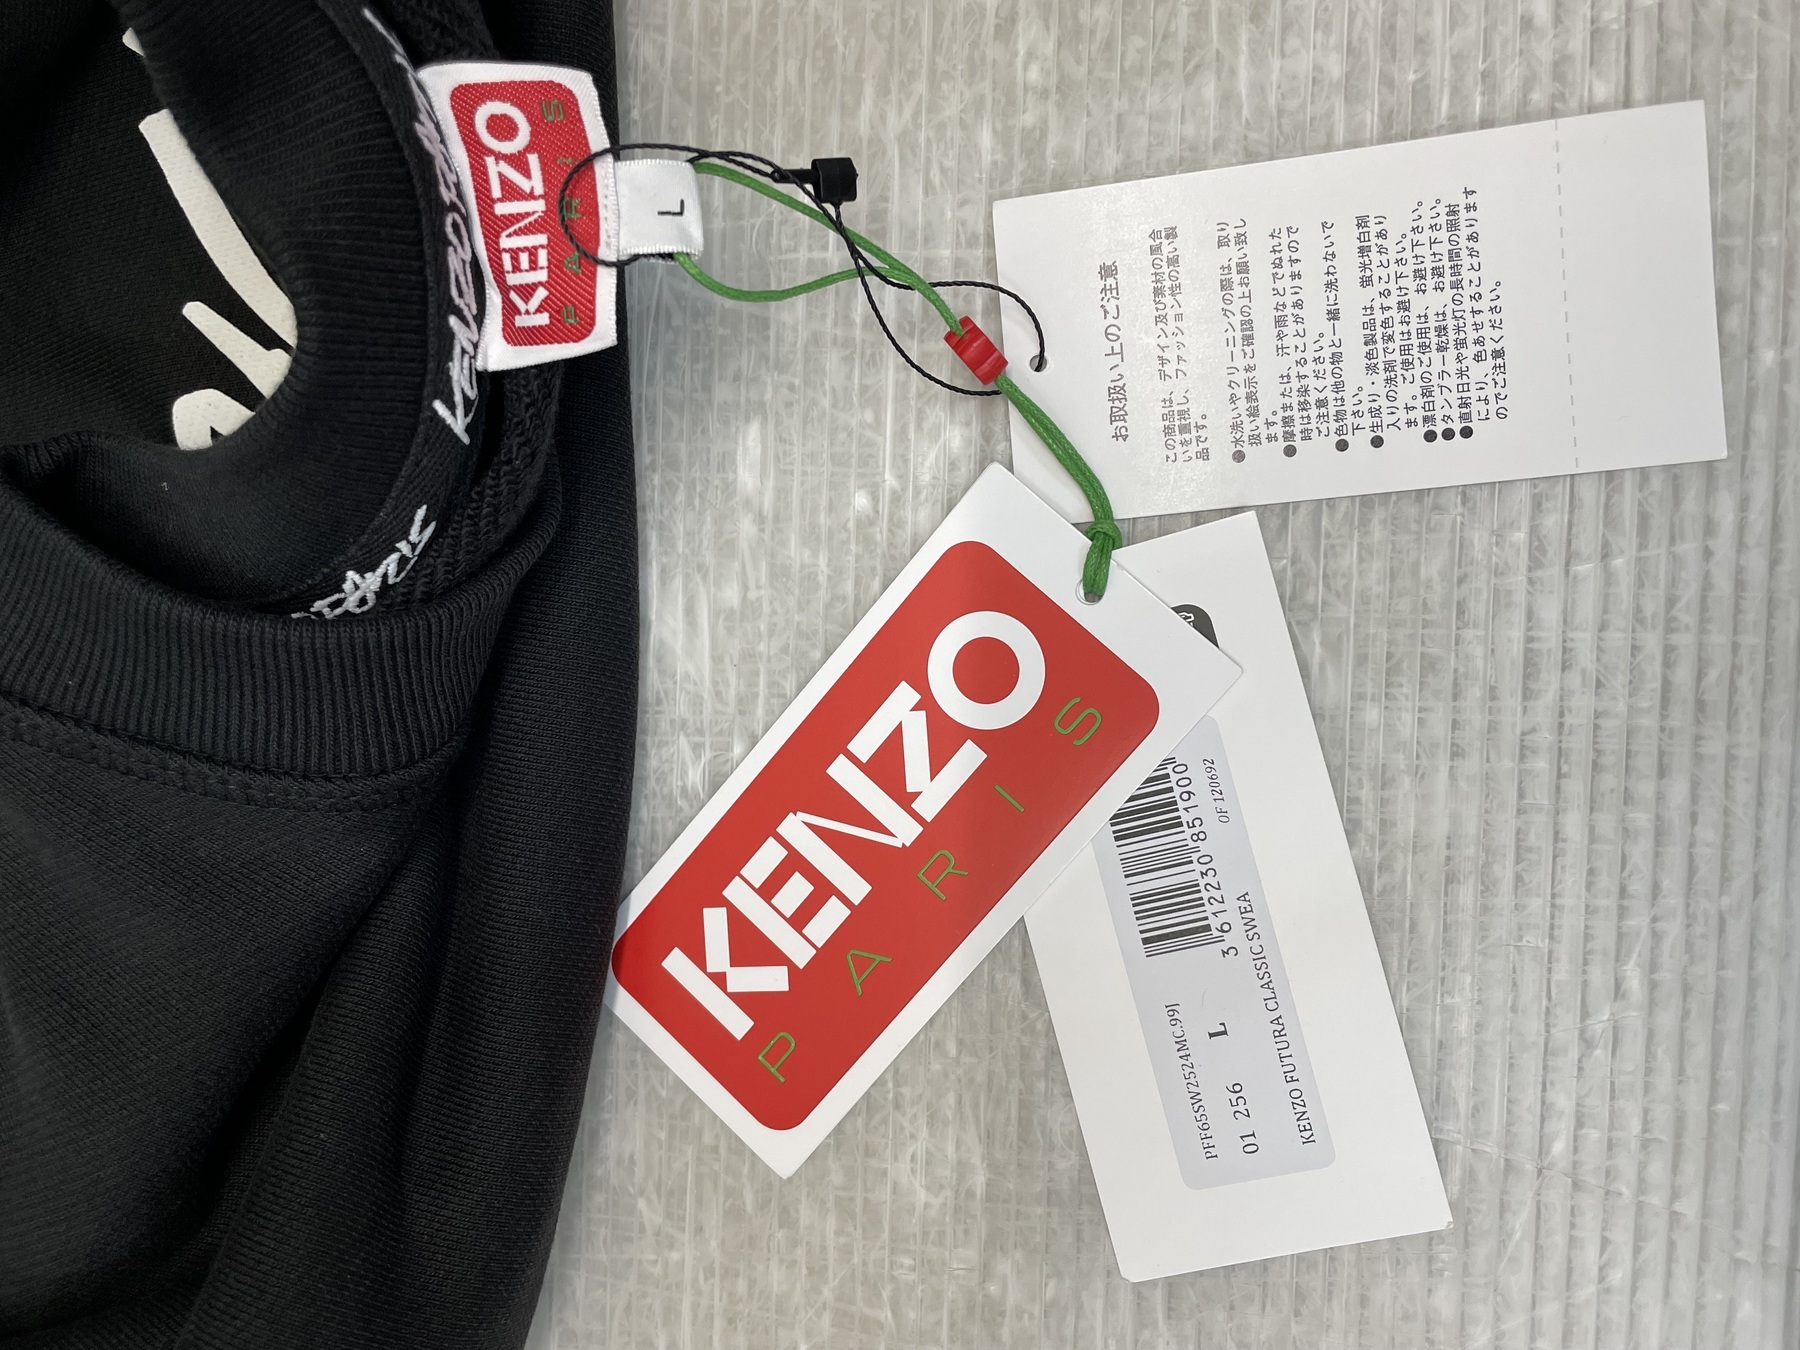 KENZO
PARIS
L
お取扱い上のご注意
この商品は、デザイン及び素材の風合
いを重視し、ファッション性の高い製
品です。
●水洗いやクリーニングの際は、取り
扱い絵表示をご確認の上お願い致し
ます。
●摩擦または、汗や雨などでぬれた
時は移染することがありますので
ご注意ください。
●色物は他の物と一緒に洗わないで
下さい。
●生成り・淡色製品は、蛍光増白剤
入りの洗剤で変色することがあり
ます。ご使用はお避け下さい。
●漂白剤のご使用は、お避け下さい。
●タンブラー乾燥は、お避け下さい。
●直射日光や蛍光灯の長時間の照射
により、色あせすることがあります
のでご注意ください。
KENZO
PARIS
3 612230 851900
OF 120692
PFF65SW2524MC.99J
01 256 L
KENZO FUTURA CLASSIC SWEA
Paris